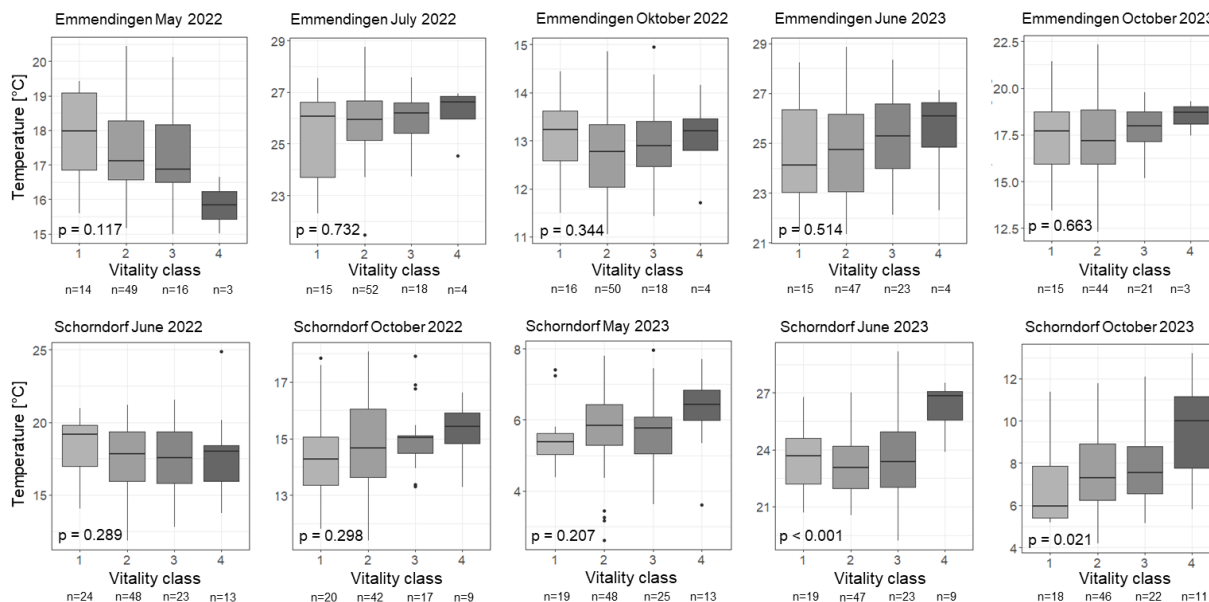 Emmendingen May 2022
Emmendingen July 2022
Emmendingen Oktober 2022
Emmendingen June 2023
Emmendingen October 2023
Temperature [°C]
20
19
18
17
16
15
p = 0.117
1 2 3 4
Vitality class
n=14 n=49 n=16 n=3
29
27
25
23
p = 0.732
1 2 3 4
Vitality class
n=15 n=52 n=18 n=4
15
14
13
12
11
p = 0.344
1 2 3 4
Vitality class
n=16 n=50 n=18 n=4
29
27
25
23
21
p = 0.514
1 2 3 4
Vitality class
n=15 n=47 n=23 n=4
22.5
20.0
17.5
15.0
12.5
p = 0.663
1 2 3 4
Vitality class
n=15 n=44 n=21 n=3
Schorndorf June 2022
Schorndorf October 2022
Schorndorf May 2023
Schorndorf June 2023
Schorndorf October 2023
Temperature [°C]
25
20
15
p = 0.289
1 2 3 4
Vitality class
n=24 n=48 n=23 n=13
17
15
13
p = 0.298
1 2 3 4
Vitality class
n=20 n=42 n=17 n=9
8
6
4
p = 0.207
1 2 3 4
Vitality class
n=19 n=48 n=25 n=13
27
24
21
p < 0.001
1 2 3 4
Vitality class
n=19 n=47 n=23 n=9
12
10
8
6
4
p = 0.021
1 2 3 4
Vitality class
n=18 n=46 n=22 n=11